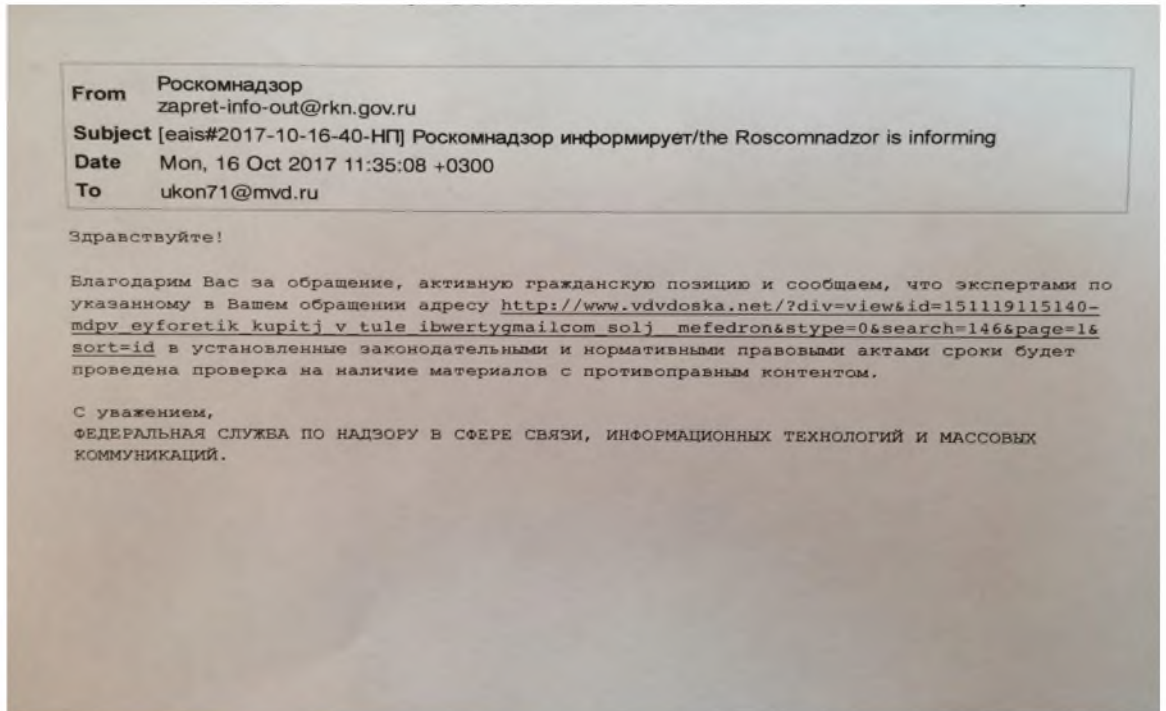 From Роскомнадзор
zapret-info-out@rkn.gov.ru
Subject [eais#2017-10-16-40-НП] Роскомнадзор информирует/the Roscomnadzor is informing
Date Mon, 16 Oct 2017 11:35:08 +0300
To ukon71@mvd.ru
Здравствуйте!
Благодарим Вас за обращение, активную гражданскую позицию и сообщаем, что экспертами по
указанному в Вашем обращении адресу http://www.vdvdoska.net/?div=view&id=151119115140-
mdpv_eyforetik_kupitj_v_tule_ibwertygmailcom_solj__mefedron&stype=0&search=146&page=1&
sort=id в установленные законодательными и нормативными правовыми актами сроки будет
проведена проверка на наличие материалов с противоправным контентом.
С уважением,
ФЕДЕРАЛЬНАЯ СЛУЖБА ПО НАДЗОРУ В СФЕРЕ СВЯЗИ, ИНФОРМАЦИОННЫХ ТЕХНОЛОГИЙ И МАССОВЫХ
КОММУНИКАЦИЙ.